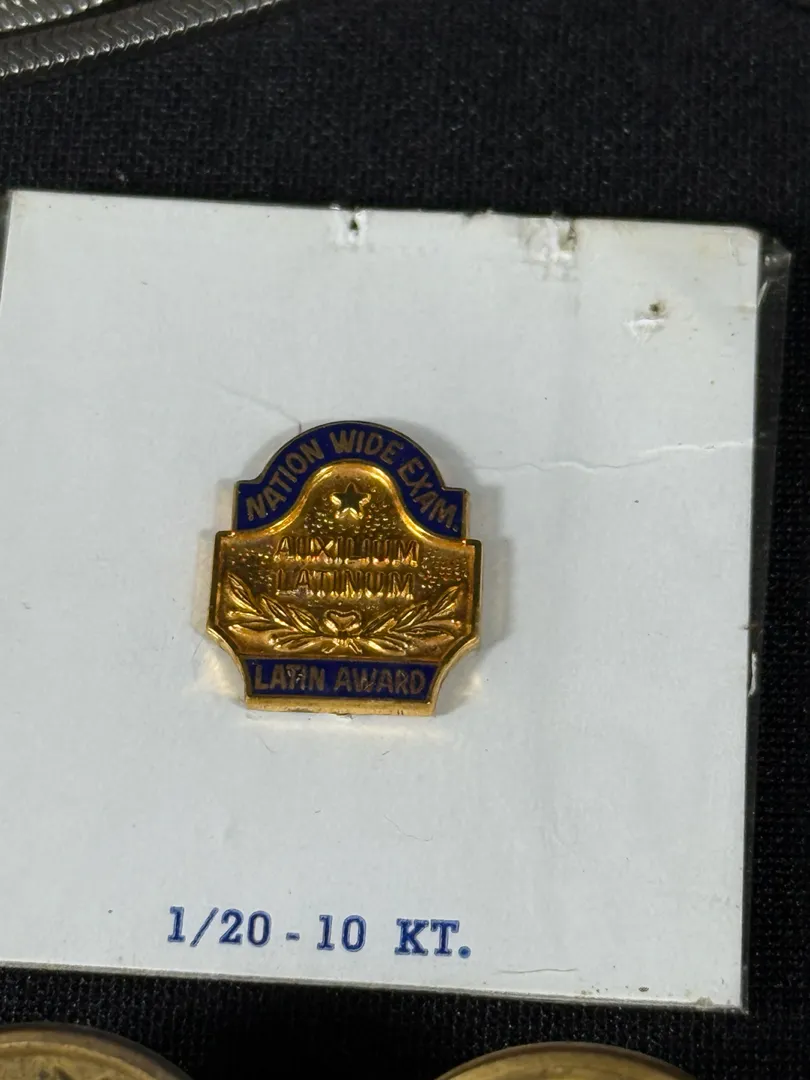 NATION WIDE EXAM.
AUXILIUM
LATINUM
LATIN AWARD
1/20 - 10 KT.